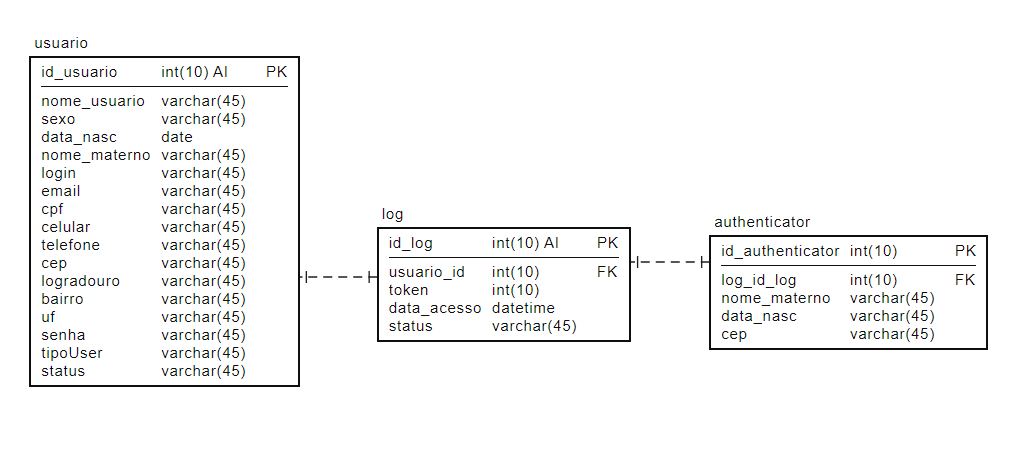 usuario
id_usuario int(10) AI PK
nome_usuario varchar(45)
sexo varchar(45)
data_nasc date
nome_materno varchar(45)
login varchar(45)
email varchar(45)
cpf varchar(45)
celular varchar(45)
telefone varchar(45)
cep varchar(45)
logradouro varchar(45)
bairro varchar(45)
uf varchar(45)
senha varchar(45)
tipoUser varchar(45)
status varchar(45)
log
id_log int(10) AI PK
usuario_id int(10) FK
token int(10)
data_acesso datetime
status varchar(45)
authenticator
id_authenticator int(10) PK
log_id_log int(10) FK
nome_materno varchar(45)
data_nasc varchar(45)
cep varchar(45)